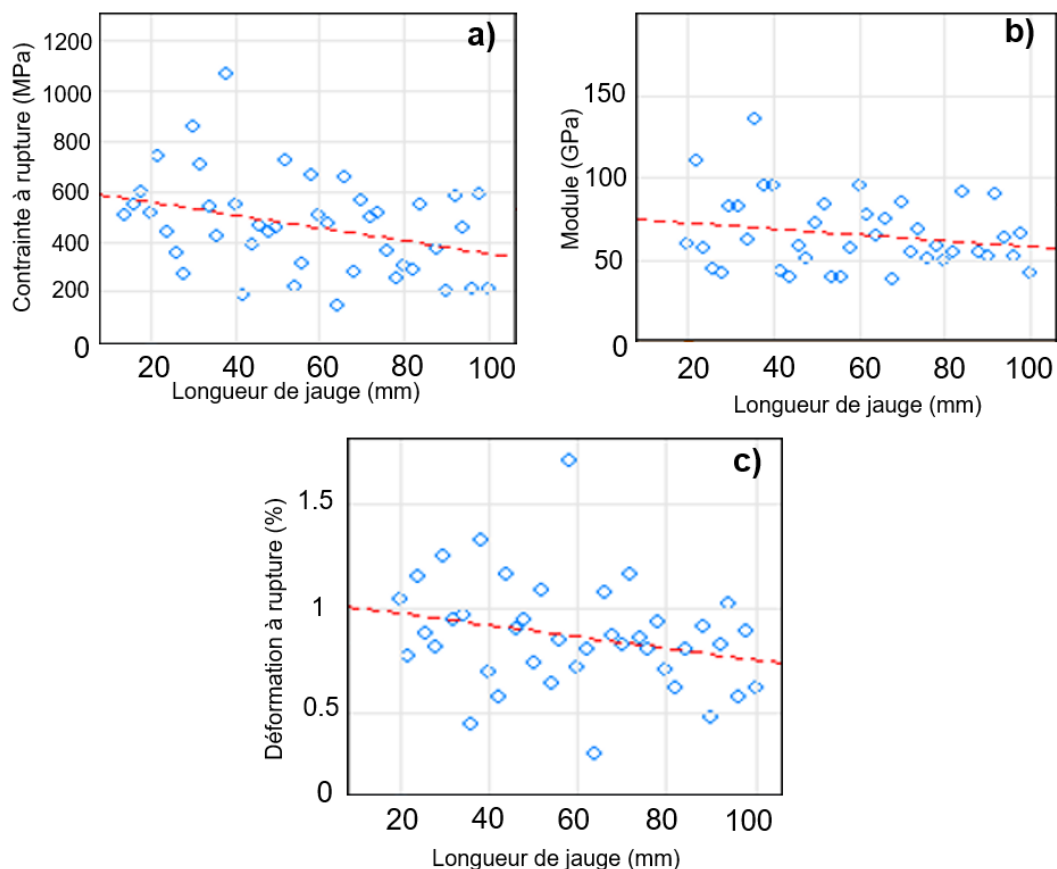 a)
1200
1000
800
600
400
200
0
Contrainte à rupture (MPa)
20 40 60 80 100
Longueur de jauge (mm)
b)
150
100
50
0
Module (GPa)
20 40 60 80 100
Longueur de jauge (mm)
c)
1.5
1
0.5
0
Déformation à rupture (%)
20 40 60 80 100
Longueur de jauge (mm)